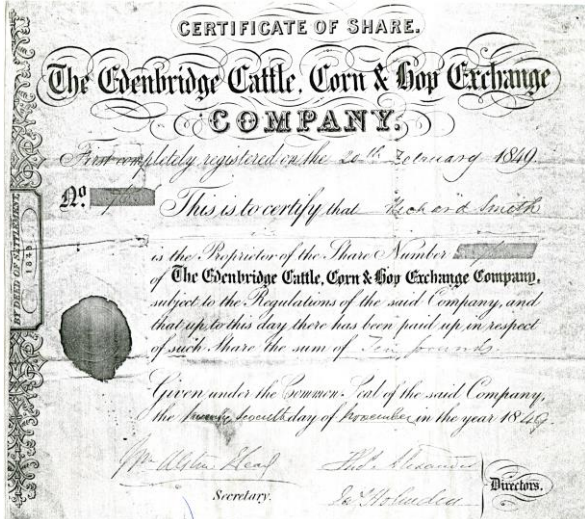 CERTIFICATE OF SHARE.
The Edenbridge Cattle, Corn & Hop Exchange
COMPANY.
First completely registered on the 20th February 1849.
No.
This is to certify that Richard Smith
is the Proprietor of the Share Number
of The Edenbridge Cattle, Corn & Hop Exchange Company,
subject to the Regulations of the said Company, and
that up to this day there has been paid up in respect
of such Share the sum of Ten pounds.
Given under the Common Seal of the said Company,
the day of November in the year 1849.
Secretary.
Directors.
BY DEED OF SETTLEMENT,